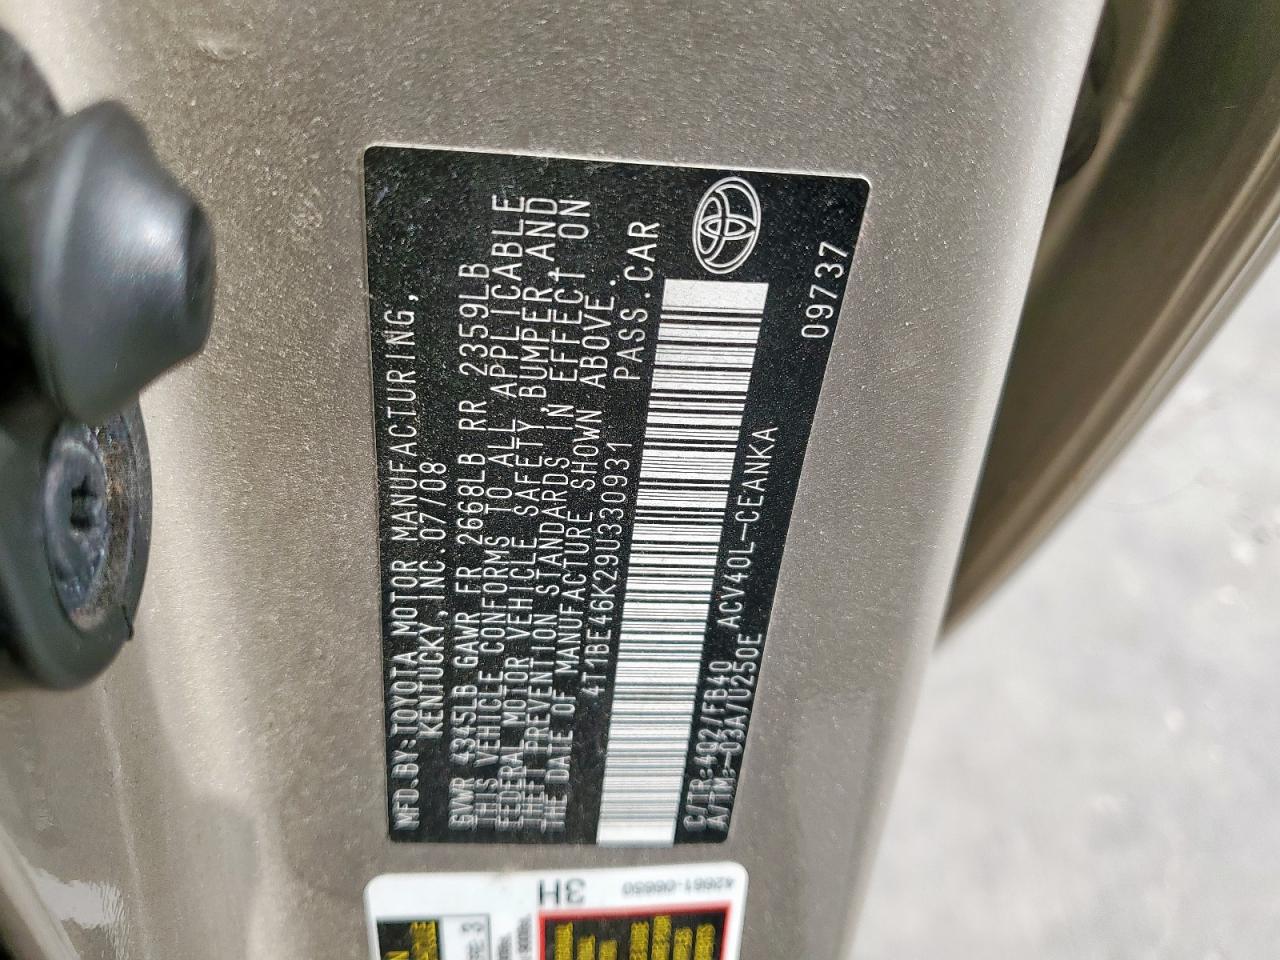 MFD.BY:TOYOTA MOTOR MANUFACTURING,
KENTUCKY, INC.07/08
GVWR 4345LB GAWR FR 2668LB RR 2359LB
THIS VEHICLE CONFORMS TO ALL APPLICABLE
FEDERAL MOTOR VEHICLE SAFETY, BUMPER, AND
THEFT PREVENTION STANDARDS IN EFFECT ON
THE DATE OF MANUFACTURE SHOWN ABOVE.
4T1BE46K29U330931 PASS.CAR
C/TR:4Q2/FB40 ACV40L-CEANKA
A/TM:-03A/U250E
09737
42661-06650
3H